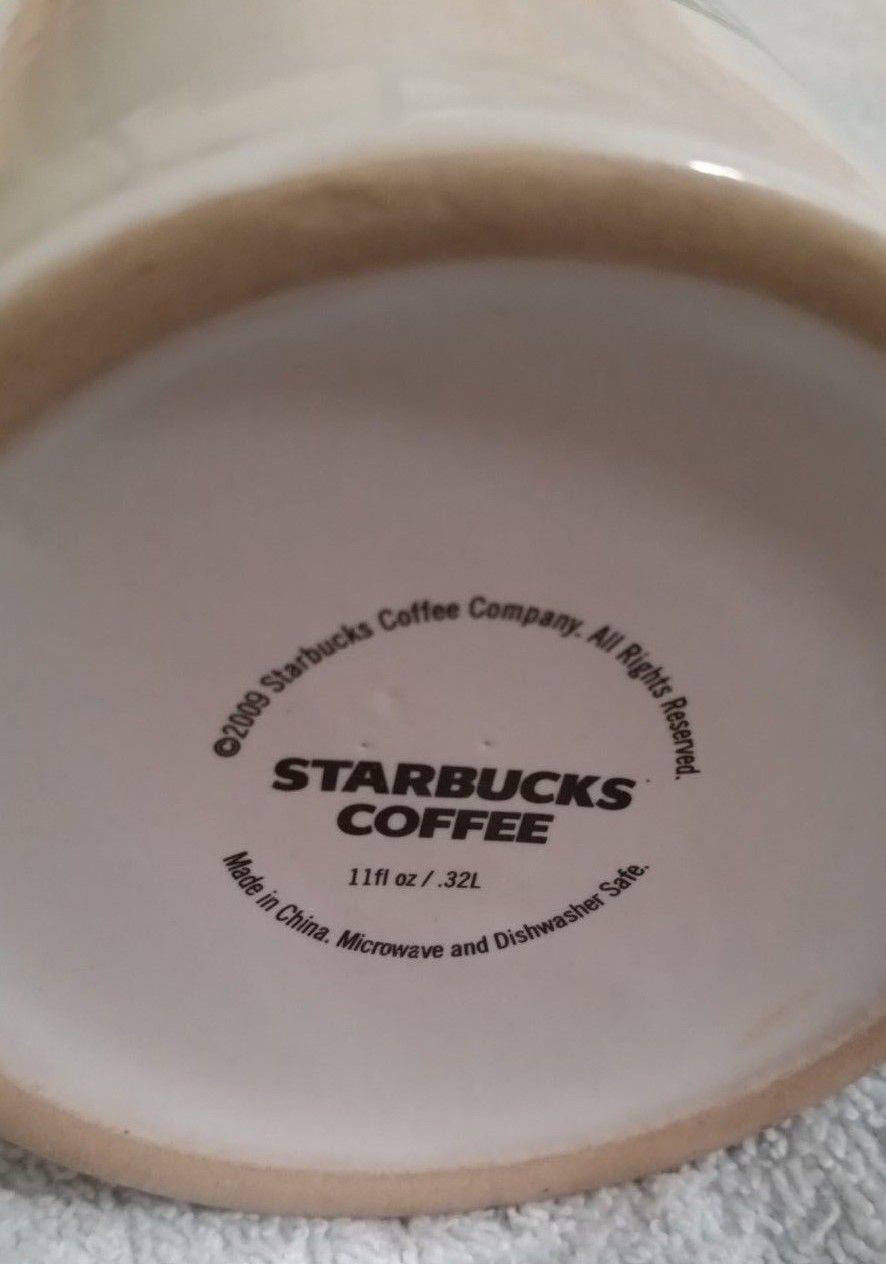 ©2009 Starbucks Coffee Company. All Rights Reserved.
STARBUCKS
COFFEE
11fl oz / .32L
Made in China. Microwave and Dishwasher Safe.